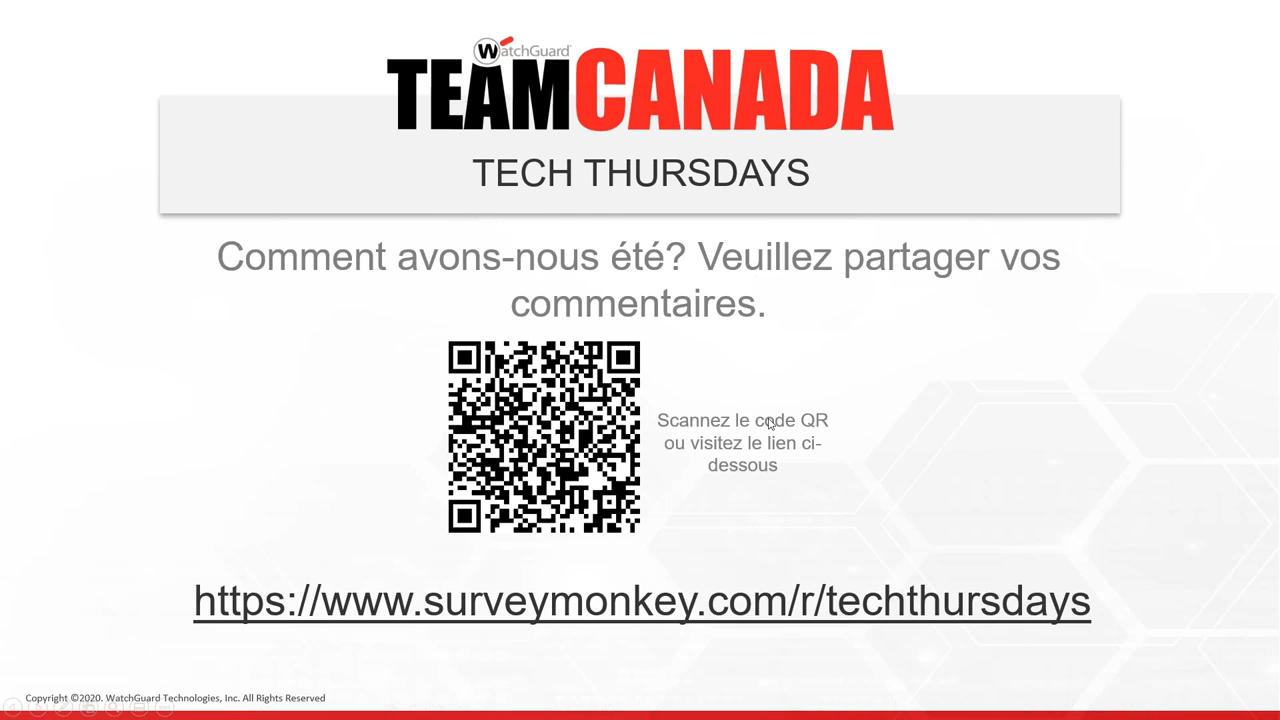 WatchGuard
TEAMCANADA
TECH THURSDAYS
Comment avons-nous été? Veuillez partager vos
commentaires.
Scannez le code QR
ou visitez le lien ci-
dessous
https://www.surveymonkey.com/r/techthursdays
Copyright ©2020. WatchGuard Technologies, Inc. All Rights Reserved